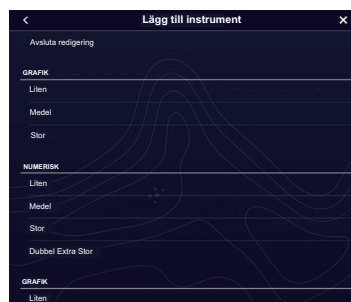 Lägg till instrument
Avsluta redigering
GRAFIK
Liten
Medel
Stor
NUMERISK
Liten
Medel
Stor
Dubbel Extra Stor
GRAFIK
Liten